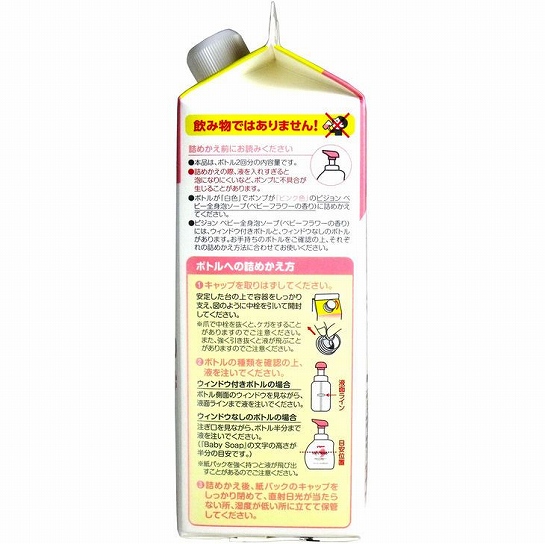 飲み物ではありません!
詰めかえ前にお読みください
●本品は、ボトル2回分の内容量です。
●詰めかえの際、液を入れすぎると
泡になりにくいなど、ポンプに不具合が
生じることがあります。
●ボトルが「白色」でポンプが「ピンク色」のピジョン ベビー
全身泡ソープ(ベビーフラワーの香り)に詰めかえ
てください。
●ピジョン ベビー全身泡ソープ(ベビーフラワーの香り)
には、ウィンドウ付きボトルと、ウィンドウなしのボトル
があります。お手持ちのボトルをご確認の上、それぞれ
の詰めかえ方法に合わせてお使いください。
ボトルへの詰めかえ方
1 キャップを取りはずしてください。
安定した台の上で容器をしっかり
支え、図のように中栓を引いて開封
してください。
※爪で中栓を抜くと、ケガをすること
がありますのでご注意ください。
また、強く引き抜くと液が飛ぶことが
ありますのでご注意ください。
2 ボトルの種類を確認の上、
液を注いでください。
ウィンドウ付きボトルの場合
ボトル側面のウィンドウを見ながら、
液面ラインまで液を注いでください。
液面ライン
ウィンドウなしのボトルの場合
注ぎ口を見ながら、ボトル半分まで
液を注いでください。
(「Baby Soap」の文字の高さが
半分の目安です。)
目安位置
※紙パックを強く持つと液が飛び出
すことがあるのでご注意ください。
3 詰めかえ後、紙パックのキャップを
しっかり閉めて、直射日光が当たら
ない所、湿度が低い所に立てて保管
してください。